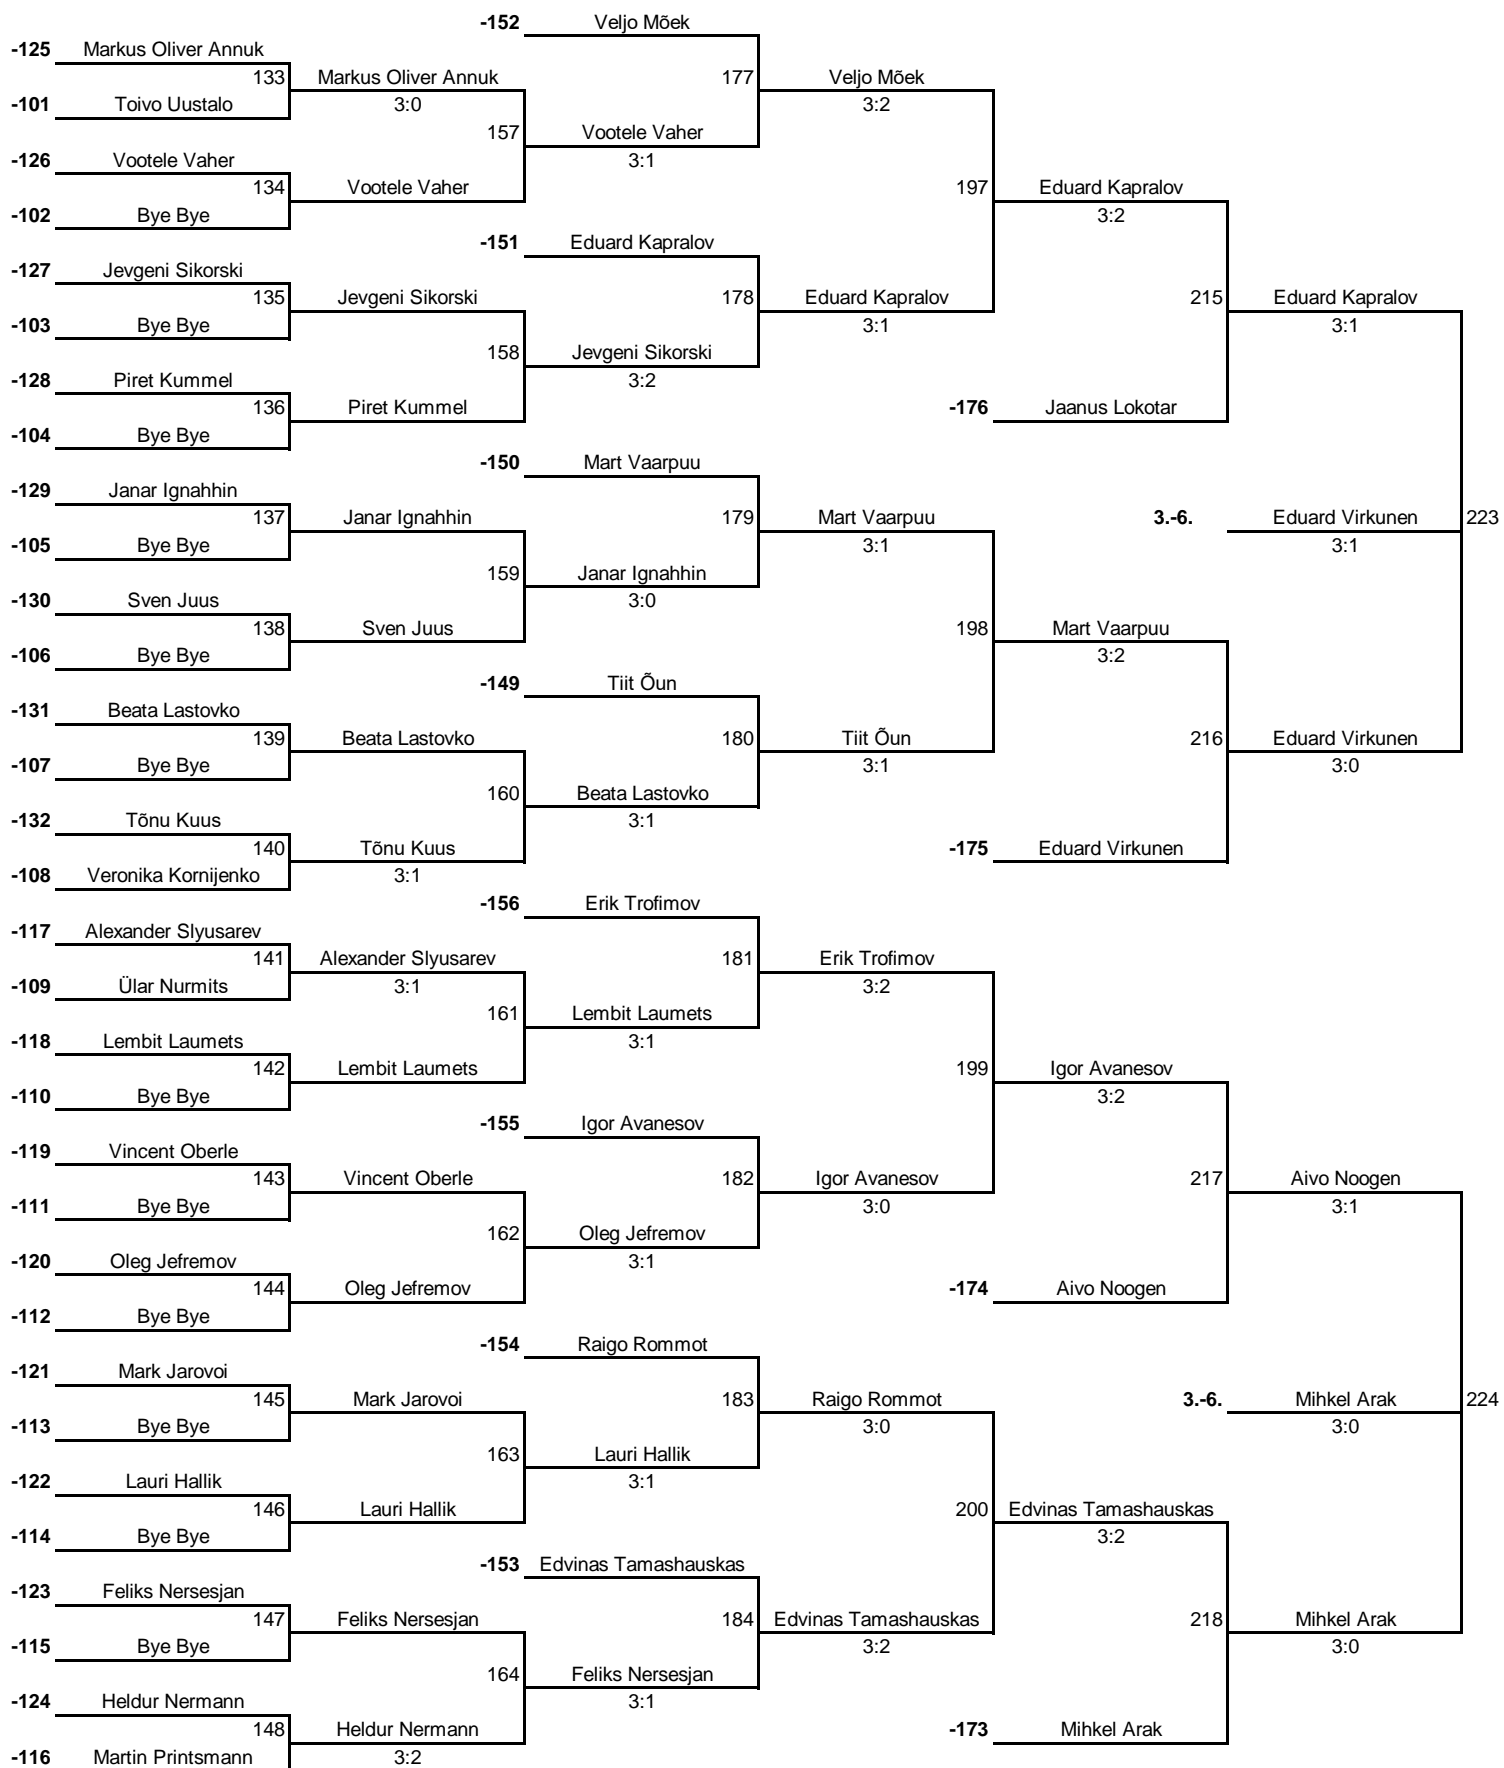 -152 Veljo Mõek
-125 Markus Oliver Annuk
133 Markus Oliver Annuk 177 Veljo Mõek
-101 Toivo Uustalo 3:0 3:2
157 Vootele Vaher
-126 Vootele Vaher 3:1
134 Vootele Vaher 197 Eduard Kapralov
-102 Bye Bye 3:2
-151 Eduard Kapralov
-127 Jevgeni Sikorski
135 Jevgeni Sikorski 178 Eduard Kapralov 215 Eduard Kapralov
-103 Bye Bye 3:1 3:1
158 Jevgeni Sikorski
-128 Piret Kummel 3:2
136 Piret Kummel -176 Jaanus Lokotar
-104 Bye Bye
-150 Mart Vaarpuu
-129 Janar Ignahhin
137 Janar Ignahhin 179 Mart Vaarpuu 3.-6. Eduard Virkunen 223
-105 Bye Bye 3:1 3:1
159 Janar Ignahhin
-130 Sven Juus 3:0
138 Sven Juus 198 Mart Vaarpuu
-106 Bye Bye 3:2
-149 Tiit Õun
-131 Beata Lastovko
139 Beata Lastovko 180 Tiit Õun 216 Eduard Virkunen
-107 Bye Bye 3:1 3:0
160 Beata Lastovko
-132 Tõnu Kuus 3:1
140 Tõnu Kuus -175 Eduard Virkunen
-108 Veronika Kornijenko 3:1
-156 Erik Trofimov
-117 Alexander Slyusarev
141 Alexander Slyusarev 181 Erik Trofimov
-109 Ülar Nurmits 3:1 3:2
161 Lembit Laumets
-118 Lembit Laumets 3:1
142 Lembit Laumets 199 Igor Avanesov
-110 Bye Bye 3:2
-155 Igor Avanesov
-119 Vincent Oberle
143 Vincent Oberle 182 Igor Avanesov 217 Aivo Noogen
-111 Bye Bye 3:0 3:1
162 Oleg Jefremov
-120 Oleg Jefremov 3:1
144 Oleg Jefremov -174 Aivo Noogen
-112 Bye Bye
-154 Raigo Rommot
-121 Mark Jarovoi
145 Mark Jarovoi 183 Raigo Rommot 3.-6. Mihkel Arak 224
-113 Bye Bye 3:0 3:0
163 Lauri Hallik
-122 Lauri Hallik 3:1
146 Lauri Hallik 200 Edvinas Tamashauskas
-114 Bye Bye 3:2
-153 Edvinas Tamashauskas
-123 Feliks Nersesjan
147 Feliks Nersesjan 184 Edvinas Tamashauskas 218 Mihkel Arak
-115 Bye Bye 3:2 3:0
164 Feliks Nersesjan
-124 Heldur Nermann 3:1
148 Heldur Nermann -173 Mihkel Arak
-116 Martin Printsmann 3:2